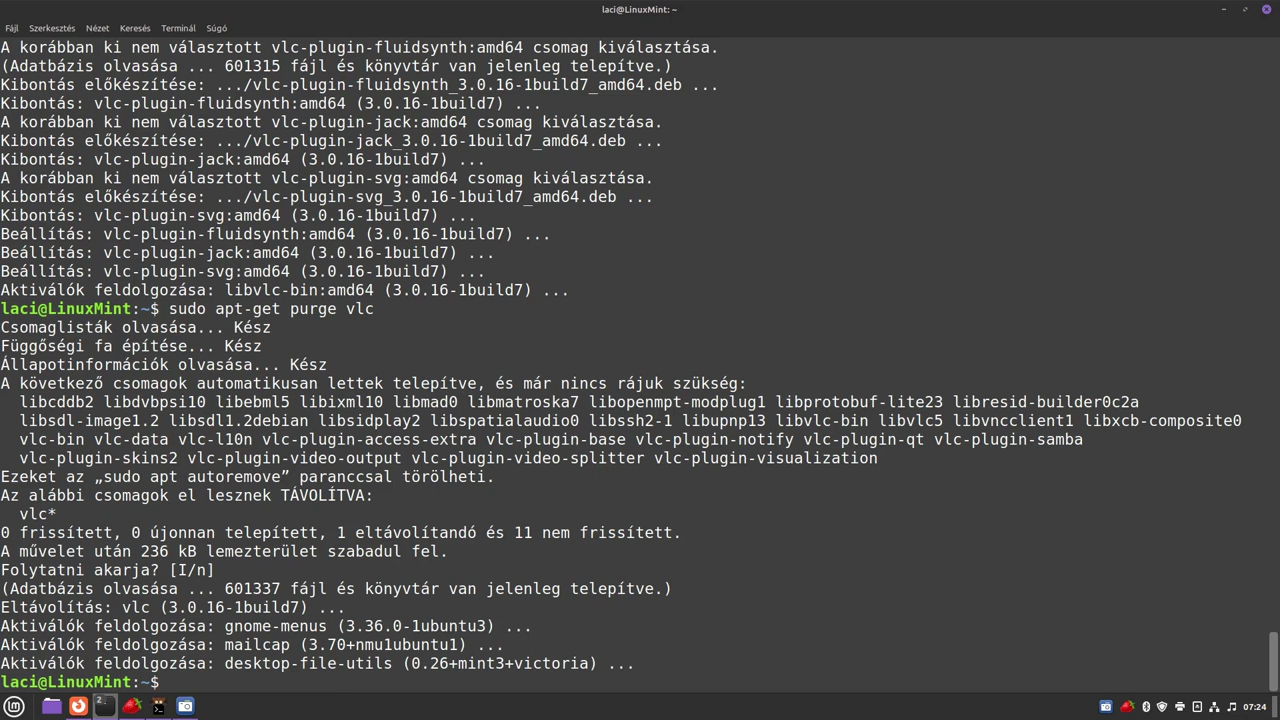 laci@LinuxMint: ~
Fájl Szerkesztés Nézet Keresés Terminál Súgó
A korábban ki nem választott vlc-plugin-fluidsynth:amd64 csomag kiválasztása.
(Adatbázis olvasása ... 601315 fájl és könyvtár van jelenleg telepítve.)
Kibontás előkészítése: .../vlc-plugin-fluidsynth_3.0.16-1build7_amd64.deb ...
Kibontás: vlc-plugin-fluidsynth:amd64 (3.0.16-1build7) ...
A korábban ki nem választott vlc-plugin-jack:amd64 csomag kiválasztása.
Kibontás előkészítése: .../vlc-plugin-jack_3.0.16-1build7_amd64.deb ...
Kibontás: vlc-plugin-jack:amd64 (3.0.16-1build7) ...
A korábban ki nem választott vlc-plugin-svg:amd64 csomag kiválasztása.
Kibontás előkészítése: .../vlc-plugin-svg_3.0.16-1build7_amd64.deb ...
Kibontás: vlc-plugin-svg:amd64 (3.0.16-1build7) ...
Beállítás: vlc-plugin-fluidsynth:amd64 (3.0.16-1build7) ...
Beállítás: vlc-plugin-jack:amd64 (3.0.16-1build7) ...
Beállítás: vlc-plugin-svg:amd64 (3.0.16-1build7) ...
Aktiválók feldolgozása: libvlc-bin:amd64 (3.0.16-1build7) ...
laci@LinuxMint:~$ sudo apt-get purge vlc
Csomaglisták olvasása... Kész
Függőségi fa építése... Kész
Állapotinformációk olvasása... Kész
A következő csomagok automatikusan lettek telepítve, és már nincs rájuk szükség:
libcddb2 libdvbpsi10 libebml5 libixml10 libmad0 libmatroska7 libopenmpt-modplug1 libprotobuf-lite23 libresid-builder0c2a
libsdl-image1.2 libsdl1.2debian libsidplay2 libspatialaudio0 libssh2-1 libupnp13 libvlc-bin libvlc5 libvncclient1 libxcb-composite0
vlc-bin vlc-data vlc-l10n vlc-plugin-access-extra vlc-plugin-base vlc-plugin-notify vlc-plugin-qt vlc-plugin-samba
vlc-plugin-skins2 vlc-plugin-video-output vlc-plugin-video-splitter vlc-plugin-visualization
Ezeket az „sudo apt autoremove” paranccsal törölheti.
Az alábbi csomagok el lesznek TÁVOLÍTVA:
vlc*
0 frissített, 0 újonnan telepített, 1 eltávolítandó és 11 nem frissített.
A művelet után 236 kB lemezterület szabadul fel.
Folytatni akarja? [I/n]
(Adatbázis olvasása ... 601337 fájl és könyvtár van jelenleg telepítve.)
Eltávolítás: vlc (3.0.16-1build7) ...
Aktiválók feldolgozása: gnome-menus (3.36.0-1ubuntu3) ...
Aktiválók feldolgozása: mailcap (3.70+nmu1ubuntu1) ...
Aktiválók feldolgozása: desktop-file-utils (0.26+mint3+victoria) ...
laci@LinuxMint:~$
2
07:24